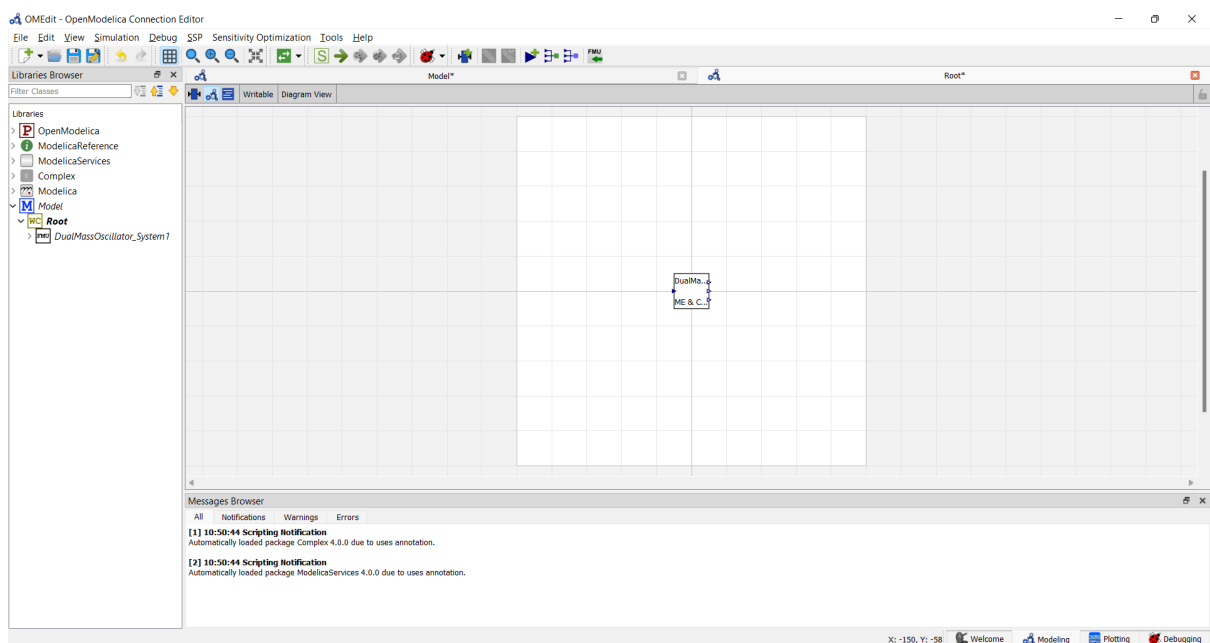 OMEdit - OpenModelica Connection Editor
File Edit View Simulation Debug SSP Sensitivity Optimization Tools Help
S FMU
Libraries Browser
Model*
Root*
Filter Classes
Writable Diagram View
Libraries
P OpenModelica
i ModelicaReference
ModelicaServices
Complex
Modelica
M Model
WC Root
FMU DualMassOscillator_System1
DualMa...
ME & C...
Messages Browser
All Notifications Warnings Errors
[1] 10:50:44 Scripting Notification
Automatically loaded package Complex 4.0.0 due to uses annotation.
[2] 10:50:44 Scripting Notification
Automatically loaded package ModelicaServices 4.0.0 due to uses annotation.
X: -150, Y: -58 Welcome Modeling Plotting Debugging